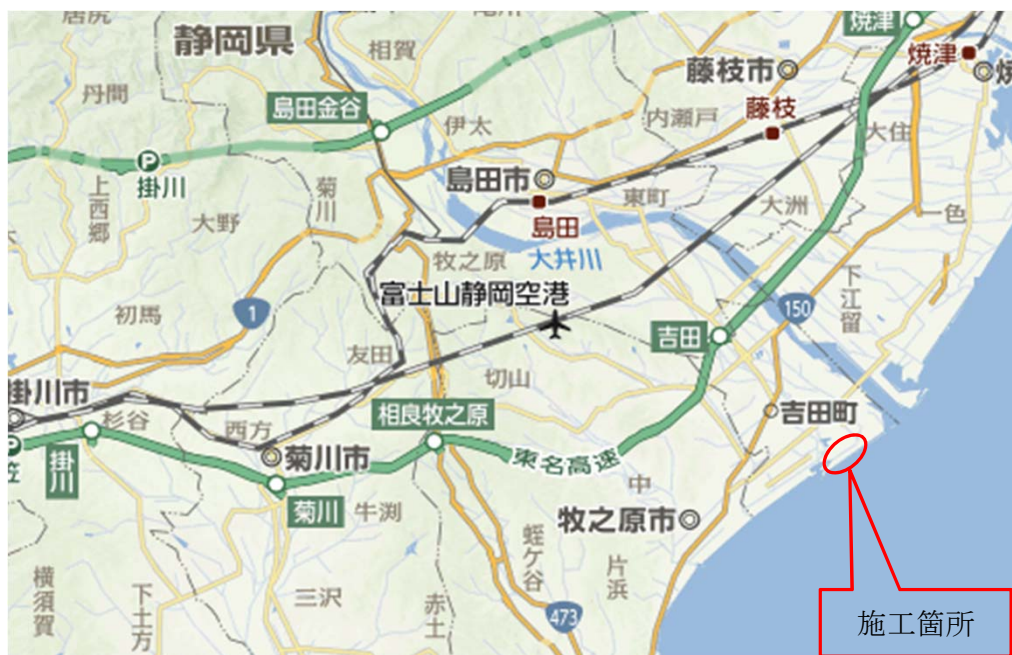 静岡県
相賀
焼津
焼津
藤枝市
丹間
島田金谷
伊太
内瀬戸
藤枝
大住
掛川
上西郷
菊川
島田市
東町
大洲
一色
大野
島田
牧之原
大井川
下江留
富士山静岡空港
1
150
初馬
友田
吉田
切山
掛川市
相良牧之原
杉谷
西方
吉田町
掛川
菊川市
東名高速
中
菊川
牛渕
牧之原市
蛭ケ谷
片浜
横須賀
下土方
三沢
赤土
473
施工箇所